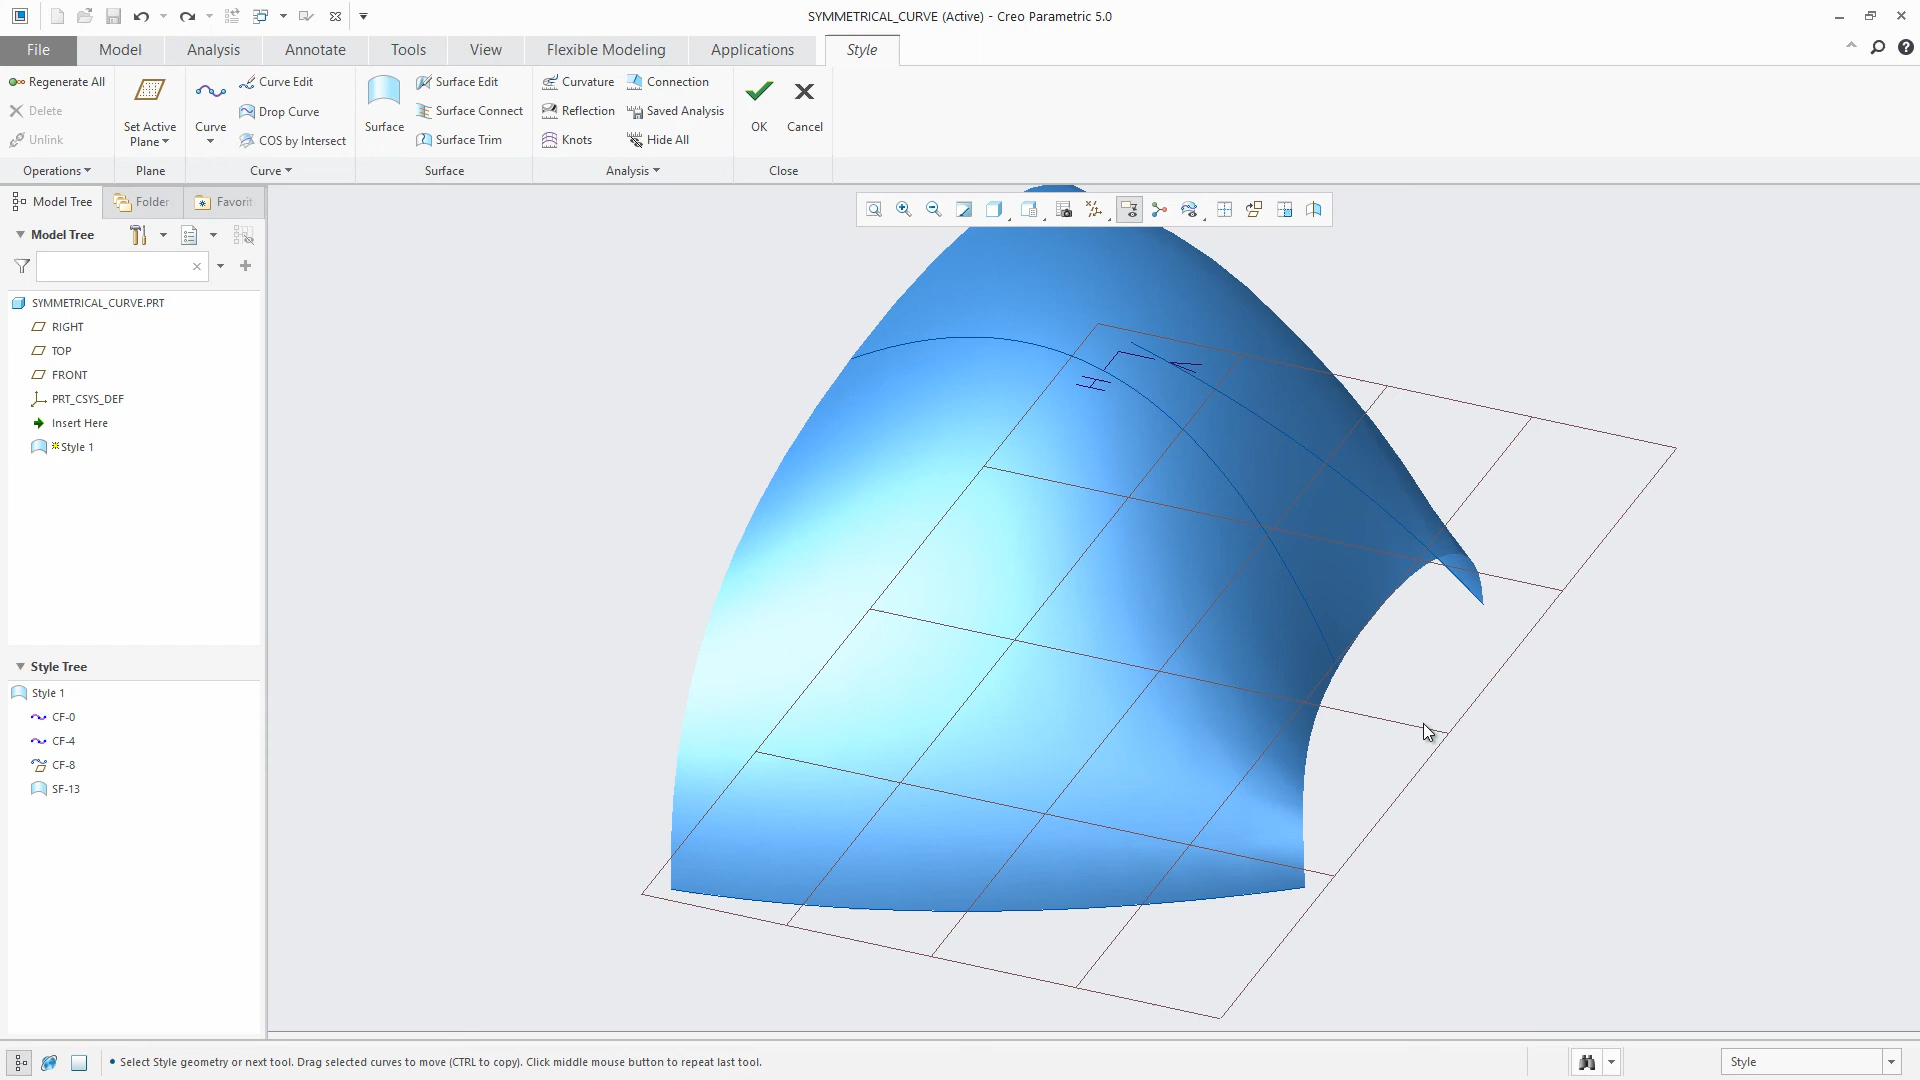 SYMMETRICAL_CURVE (Active) - Creo Parametric 5.0
File Model Analysis Annotate Tools View Flexible Modeling Applications Style
Regenerate All
Delete
Unlink
Operations
Set Active
Plane
Plane
Curve
Curve Edit
Drop Curve
COS by Intersect
Curve
Surface
Surface Edit
Surface Connect
Surface Trim
Surface
Curvature
Reflection
Knots
Connection
Saved Analysis
Hide All
Analysis
OK
Cancel
Close
Model Tree Folder Favorit
Model Tree
SYMMETRICAL_CURVE.PRT
RIGHT
TOP
FRONT
PRT_CSYS_DEF
Insert Here
Style 1
Style Tree
Style 1
CF-0
CF-4
CF-8
SF-13
Select Style geometry or next tool. Drag selected curves to move (CTRL to copy). Click middle mouse button to repeat last tool.
Style